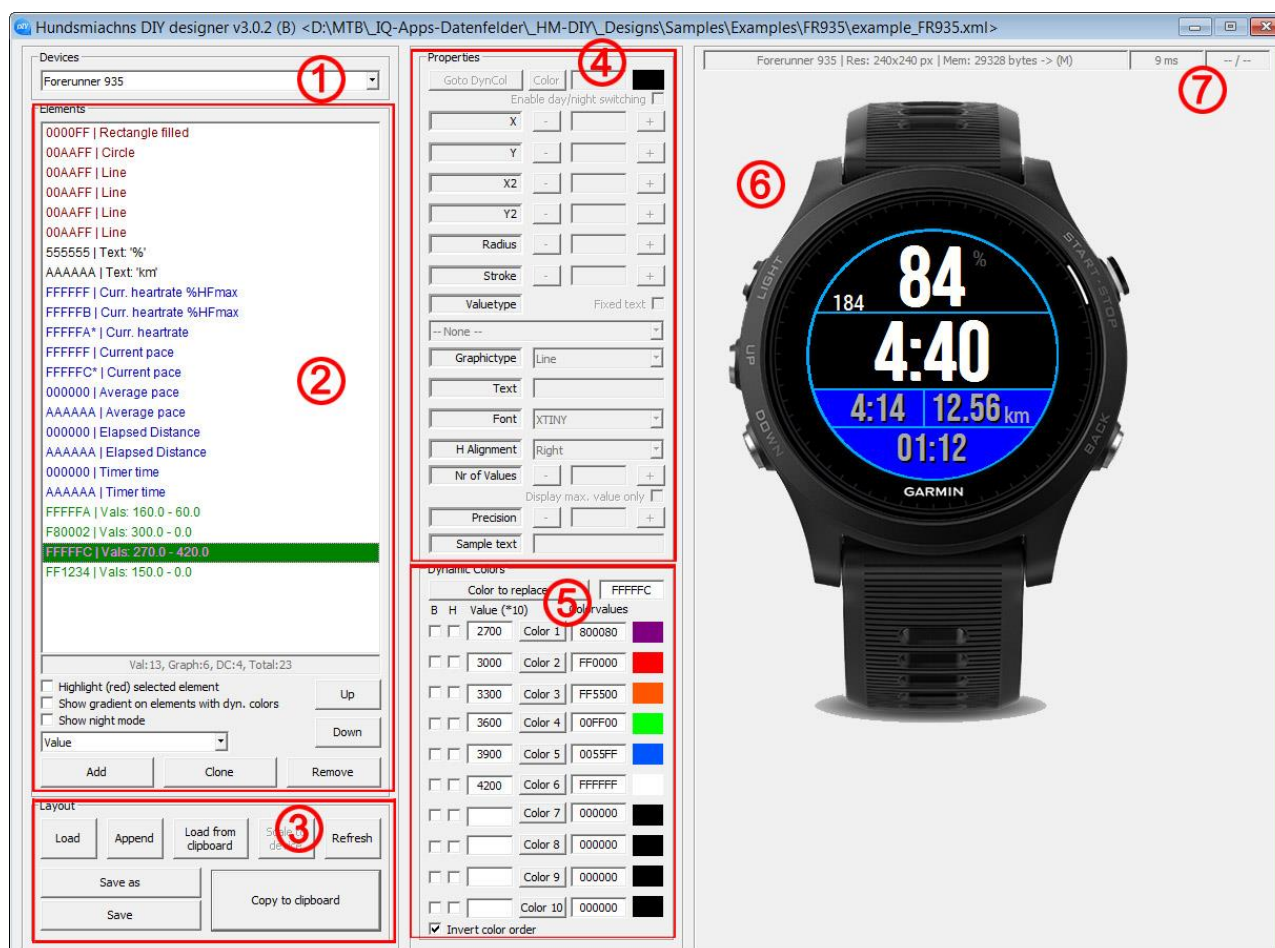 Hundsmiachns DIY designer v3.0.2 (B) <D:\MTB\_IQ-Apps-Datenfelder\_HM-DIY\_Designs\Samples\Examples\FR935\example_FR935.xml>
Devices
Forerunner 935
1
Elements
0000FF | Rectangle filled
00AAFF | Circle
00AAFF | Line
00AAFF | Line
00AAFF | Line
00AAFF | Line
555555 | Text: '%'
AAAAAA | Text: 'km'
FFFFFF | Curr. heartrate %HFmax
FFFFFB | Curr. heartrate %HFmax
FFFFFA* | Curr. heartrate
FFFFFF | Current pace
FFFFFC* | Current pace
000000 | Average pace
AAAAAA | Average pace
000000 | Elapsed Distance
AAAAAA | Elapsed Distance
000000 | Timer time
AAAAAA | Timer time
FFFFFA | Vals: 160.0 - 60.0
F80002 | Vals: 300.0 - 0.0
FFFFFC | Vals: 270.0 - 420.0
FF1234 | Vals: 150.0 - 0.0
2
Val:13, Graph:6, DC:4, Total:23
Highlight (red) selected element
Show gradient on elements with dyn. colors
Show night mode
Up
Down
Value
Add Clone Remove
Layout
3
Load Append Load from clipboard Refresh
Save as
Save
Copy to clipboard
Properties
4
Goto DynCol Color
Enable day/night switching
X - +
Y - +
X2 - +
Y2 - +
Radius - +
Stroke - +
Valuetype Fixed text
-- None --
Graphictype Line
Text
Font XTINY
H Alignment Right
Nr of Values - +
Display max. value only
Precision - +
Sample text
Dynamic Colors
5
Color to replace FFFFFC
B H Value (*10) Colorvalues
2700 Color 1 800080
3000 Color 2 FF0000
3300 Color 3 FF5500
3600 Color 4 00FF00
3900 Color 5 0055FF
4200 Color 6 FFFFFF
Color 7 000000
Color 8 000000
Color 9 000000
Color 10 000000
Invert color order
Forerunner 935 | Res: 240x240 px | Mem: 29328 bytes -> (M) 9 ms -- / --
7
6
LIGHT
UP
DOWN
START·STOP
BACK
84 %
184
4:40
4:14 12.56 km
01:12
GARMIN